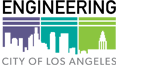 ENGINEERING
CITY OF LOS ANGELES